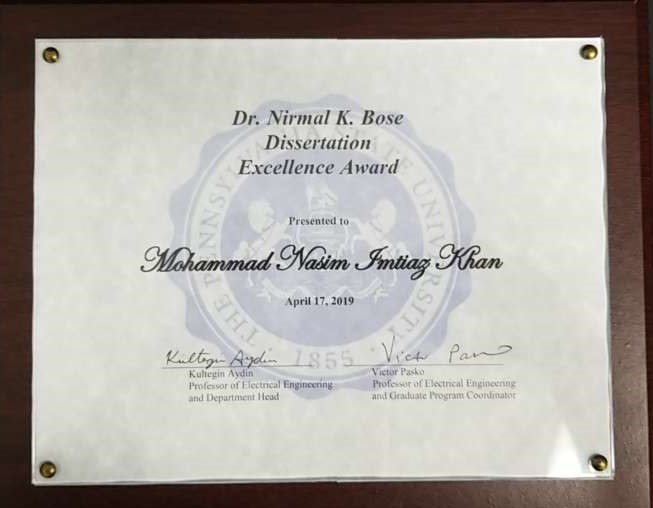 Dr. Nirmal K. Bose
Dissertation
Excellence Award
THE PENNSYLVANIA STATE UNIVERSITY
Presented to
Mohammad Nasim Imtiaz Khan
April 17, 2019
1855
Kultegin Aydin
Victor Pasko
Kultegin Aydin
Professor of Electrical Engineering
and Department Head
Victor Pasko
Professor of Electrical Engineering
and Graduate Program Coordinator